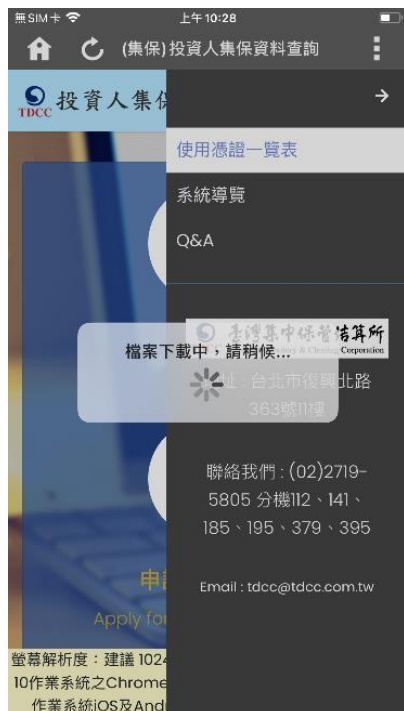 無SIM卡
上午10:28
(集保)投資人集保資料查詢
TDCC 投資人集保
→
使用憑證一覽表
系統導覽
Q&A
臺灣集中保管結算所
Corporation
檔案下載中，請稍候...
址：台北市復興北路
363號11樓
聯絡我們：(02)2719-
5805 分機112、141、
185、195、379、395
Email : tdcc@tdcc.com.tw
申請
Apply for
螢幕解析度：建議 1024
10作業系統之Chrome
作業系統iOS及Andr